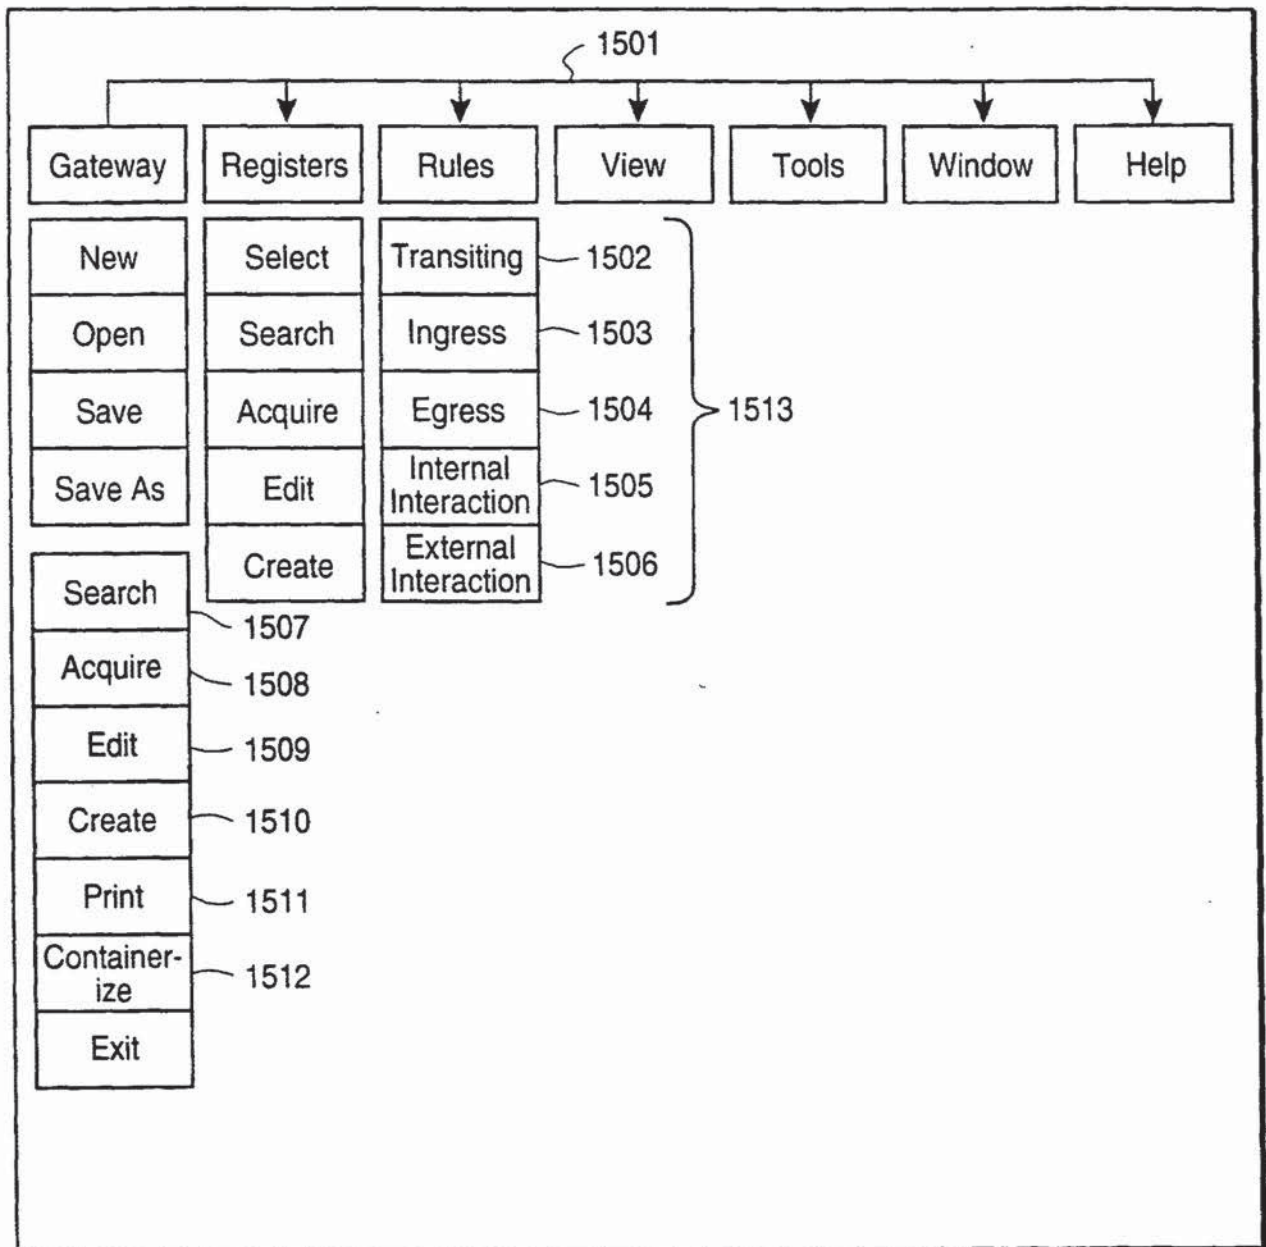 1501
Gateway Registers Rules View Tools Window Help
New Select Transiting 1502
Open Search Ingress 1503
Save Acquire Egress 1504 1513
Save As Edit Internal
Interaction 1505
Create External
Interaction 1506
Search 1507
Acquire 1508
Edit 1509
Create 1510
Print 1511
Container-
ize 1512
Exit